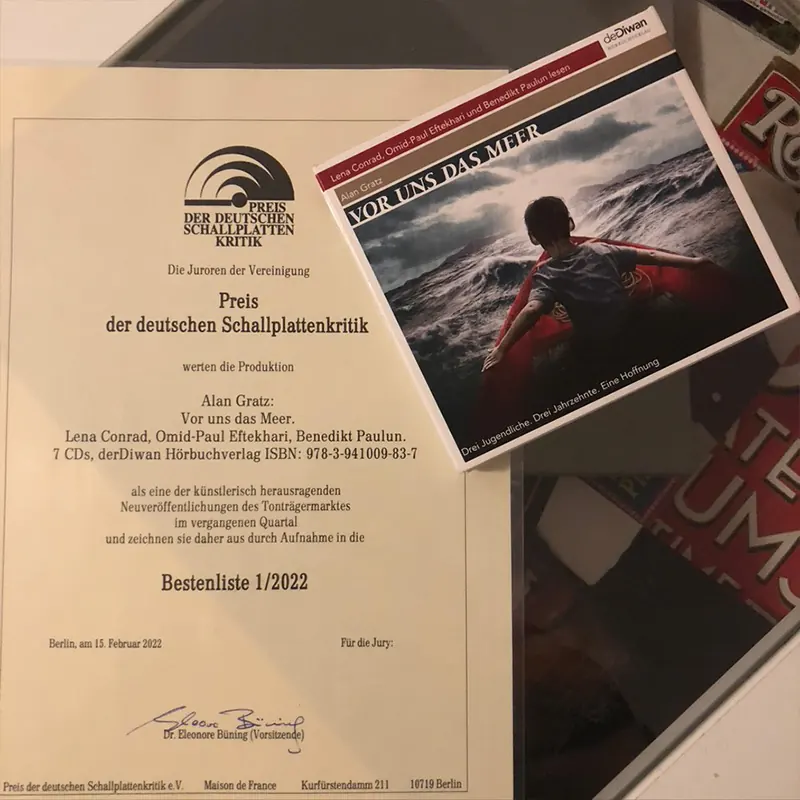 PREIS
DER DEUTSCHEN
SCHALLPLATTEN
KRITIK
Die Juroren der Vereinigung
Preis
der deutschen Schallplattenkritik
werten die Produktion
Alan Gratz:
Vor uns das Meer.
Lena Conrad, Omid-Paul Eftekhari, Benedikt Paulun.
7 CDs, derDiwan Hörbuchverlag ISBN: 978-3-941009-83-7
als eine der künstlerisch herausragenden
Neuveröffentlichungen des Tonträgermarktes
im vergangenen Quartal
und zeichnen sie daher aus durch Aufnahme in die
Bestenliste 1/2022
Berlin, am 15. Februar 2022
Für die Jury:
Eleonore Büning
Dr. Eleonore Büning (Vorsitzende)
Preis der deutschen Schallplattenkritik e.V. Maison de France Kurfürstendamm 211 10719 Berlin
derDiwan
HÖRBUCHVERLAG
Lena Conrad, Omid-Paul Eftekhari und Benedikt Paulun lesen
Alan Gratz
VOR UNS DAS MEER
Drei Jugendliche. Drei Jahrzehnte. Eine Hoffnung